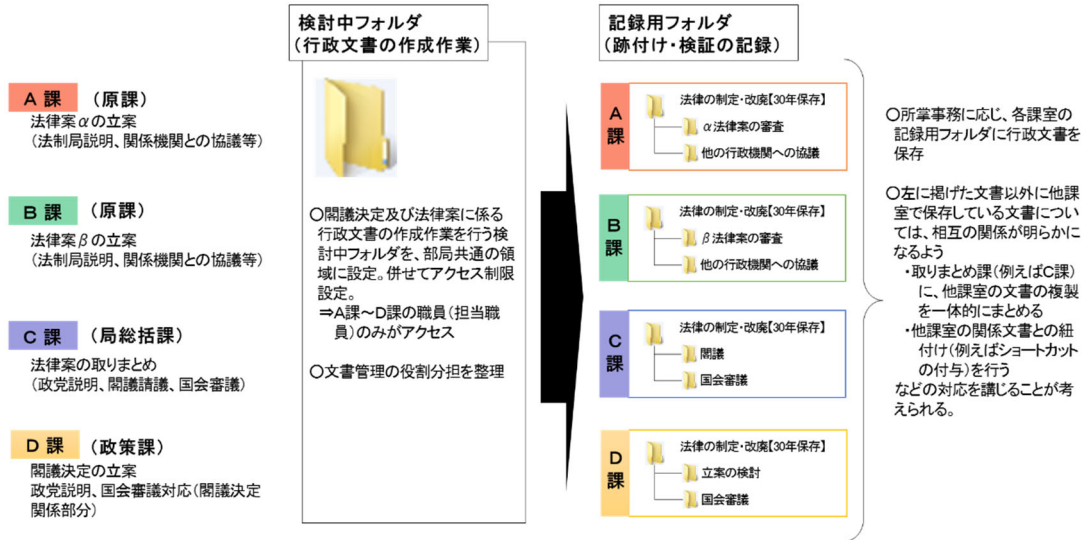 検討中フォルダ
(行政文書の作成作業)
記録用フォルダ
(跡付け・検証の記録)
A 課 (原課)
法律案αの立案
(法制局説明、関係機関との協議等)
B 課 (原課)
法律案βの立案
(法制局説明、関係機関との協議等)
C 課 (局総括課)
法律案の取りまとめ
(政党説明、閣議請議、国会審議)
D 課 (政策課)
閣議決定の立案
政党説明、国会審議対応(閣議決定
関係部分)
○閣議決定及び法律案に係る
行政文書の作成作業を行う検
討中フォルダを、部局共通の領
域に設定。併せてアクセス制限
設定。
⇒A課~D課の職員(担当職
員)のみがアクセス
○文書管理の役割分担を整理
A
課
法律の制定・改廃【30年保存】
α法律案の審査
他の行政機関への協議
B
課
法律の制定・改廃【30年保存】
β法律案の審査
他の行政機関への協議
C
課
法律の制定・改廃【30年保存】
閣議
国会審議
D
課
法律の制定・改廃【30年保存】
立案の検討
国会審議
○所掌事務に応じ、各課室の
記録用フォルダに行政文書を
保存
○左に掲げた文書以外に他課
室で保存している文書につい
ては、相互の関係が明らかに
なるよう
・取りまとめ課(例えばC課)
に、他課室の文書の複製
を一体的にまとめる
・他課室の関係文書との紐
付け(例えばショートカット
の付与)を行う
などの対応を講じることが考
えられる。